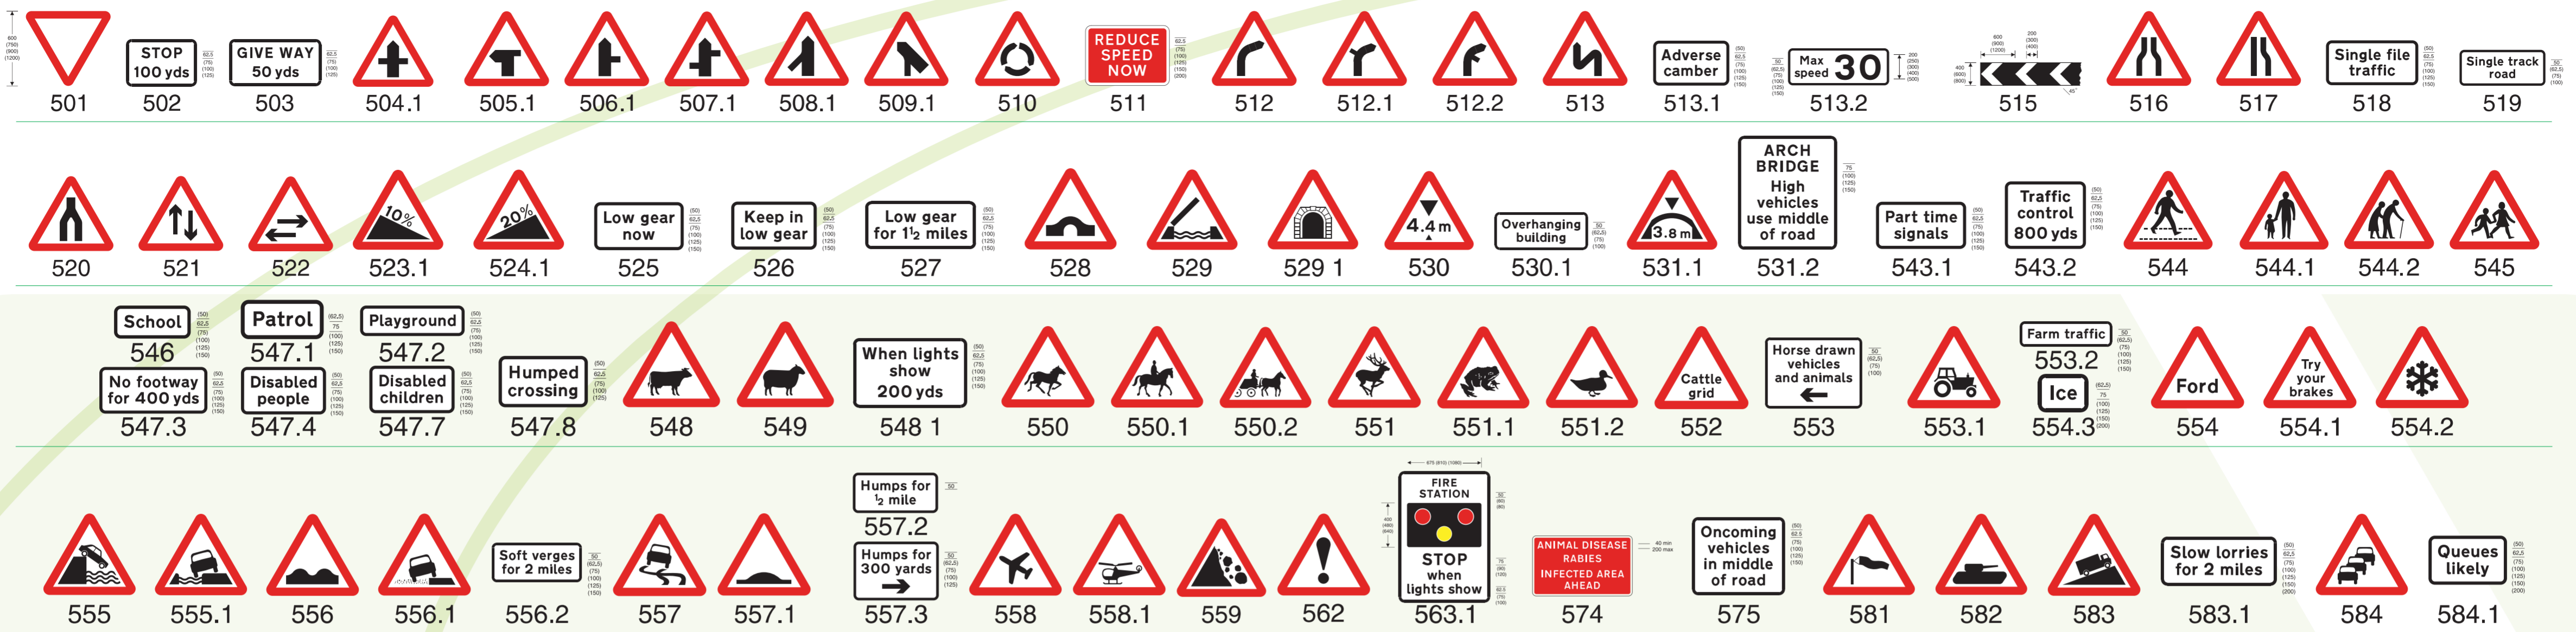 STOP
100 yds
GIVE WAY
50 yds
REDUCE
SPEED
NOW
Adverse
camber
Max
speed 30
Single file
traffic
Single track
road
501 502 503 504.1 505.1 506.1 507.1 508.1 509.1 510 511 512 512.1 512.2 513 513.1 513.2 515 516 517 518 519
10%
20%
Low gear
now
Keep in
low gear
Low gear
for 1½ miles
4.4m
Overhanging
building
3.8m
ARCH
BRIDGE
High
vehicles
use middle
of road
Part time
signals
Traffic
control
800 yds
520 521 522 523.1 524.1 525 526 527 528 529 529 1 530 530.1 531.1 531.2 543.1 543.2 544 544.1 544.2 545
School
546
Patrol
547.1
Playground
547.2
No footway
for 400 yds
547.3
Disabled
people
547.4
Disabled
children
547.7
Humped
crossing
547.8
548
549
When lights
show
200 yds
548 1
550
550.1
550.2
551
551.1
551.2
Cattle
grid
552
Horse drawn
vehicles
and animals
553
553.1
Farm traffic
553.2
Ice
554.3
Ford
554
Try
your
brakes
554.1
554.2
555
555.1
556
556.1
Soft verges
for 2 miles
556.2
557
557.1
Humps for
½ mile
557.2
Humps for
300 yards
557.3
558
558.1
559
562
FIRE
STATION
STOP
when
lights show
563.1
ANIMAL DISEASE
RABIES
INFECTED AREA
AHEAD
40 min
200 max
574
Oncoming
vehicles
in middle
of road
575
581
582
583
Slow lorries
for 2 miles
583.1
584
Queues
likely
584.1